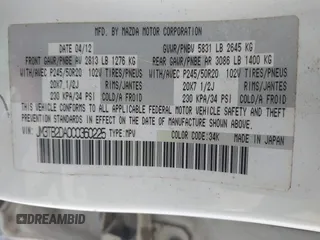 MFD. BY MAZDA MOTOR CORPORATION
DATE 04/12 GVWR/PNBV 5831 LB 2645 KG
FRONT GAWR/PNBE AV 2813 LB 1276 KG REAR GAWR/PNBE AR 3086 LB 1400 KG
WITH/AVEC P245/50R20 102V TIRES/PNEUS WITH/AVEC P245/50R20 102V TIRES/PNEUS
20X7 1/2J RIMS/JANTES 20X7 1/2J RIMS/JANTES
230 KPA/34 PSI/LPC COLD/A FROID 230 KPA/34 PSI/LPC COLD/A FROID
THIS VEHICLE CONFORMS TO ALL APPLICABLE FEDERAL MOTOR VEHICLE
SAFETY, BUMPER, AND THEFT PREVENTION STANDARDS IN EFFECT
ON THE DATE OF MANUFACTURE SHOWN ABOVE.
JM3TB2DA0C0360225 TYPE:MPV COLOR CODE:34K MADE IN JAPAN
DREAMBID